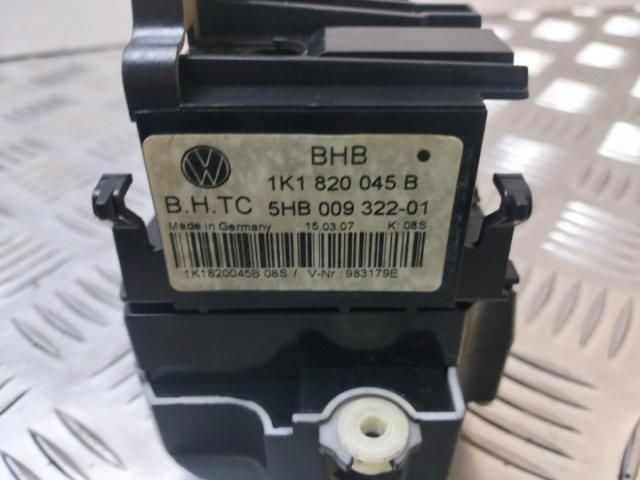 BHB
1K1 820 045 B
B.H.TC 5HB 009 322-01
Made in Germany 15.03.07 K: 08S
1K1820045B 08S / V-Nr.: 983179E